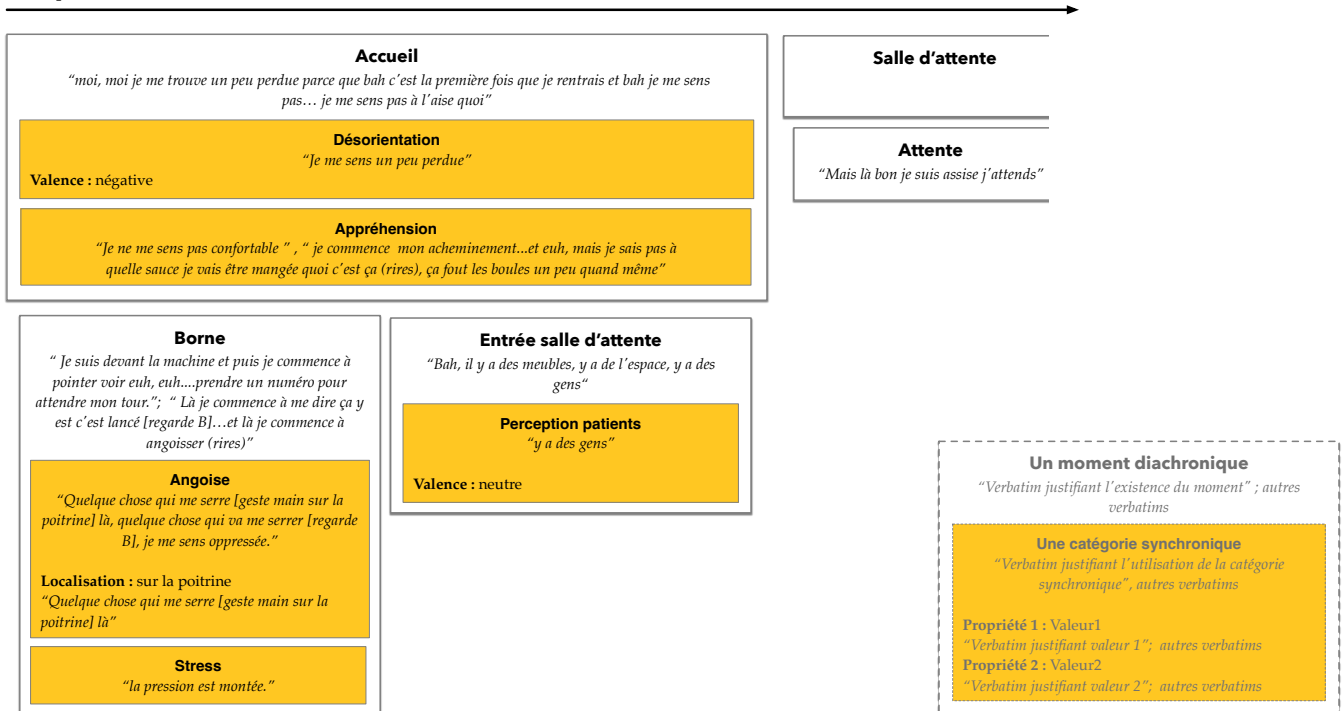 Accueil
“moi, moi je me trouve un peu perdue parce que bah c’est la première fois que je rentrais et bah je me sens
pas… je me sens pas à l’aise quoi”
Désorientation
“Je me sens un peu perdue”
Valence : négative
Appréhension
“Je ne me sens pas confortable ” , “ je commence mon acheminement...et euh, mais je sais pas à
quelle sauce je vais être mangée quoi c’est ça (rires), ça fout les boules un peu quand même”
Salle d’attente
Attente
“Mais là bon je suis assise j’attends”
Borne
“ Je suis devant la machine et puis je commence à
pointer voir euh, euh....prendre un numéro pour
attendre mon tour.”; “ Là je commence à me dire ça y
est c’est lancé [regarde B]…et là je commence à
angoisser (rires)”
Angoise
“Quelque chose qui me serre [geste main sur la
poitrine] là, quelque chose qui va me serrer [regarde
B], je me sens oppressée.”
Localisation : sur la poitrine
“Quelque chose qui me serre [geste main sur la
poitrine] là”
Stress
“la pression est montée.”
Entrée salle d’attente
“Bah, il y a des meubles, y a de l’espace, y a des
gens“
Perception patients
“y a des gens”
Valence : neutre
Un moment diachronique
“Verbatim justifiant l’existence du moment” ; autres
verbatims
Une catégorie synchronique
“Verbatim justifiant l’utilisation de la catégorie
synchronique”, autres verbatims
Propriété 1 : Valeur1
“Verbatim justifiant valeur 1”; autres verbatims
Propriété 2 : Valeur2
“Verbatim justifiant valeur 2”; autres verbatims